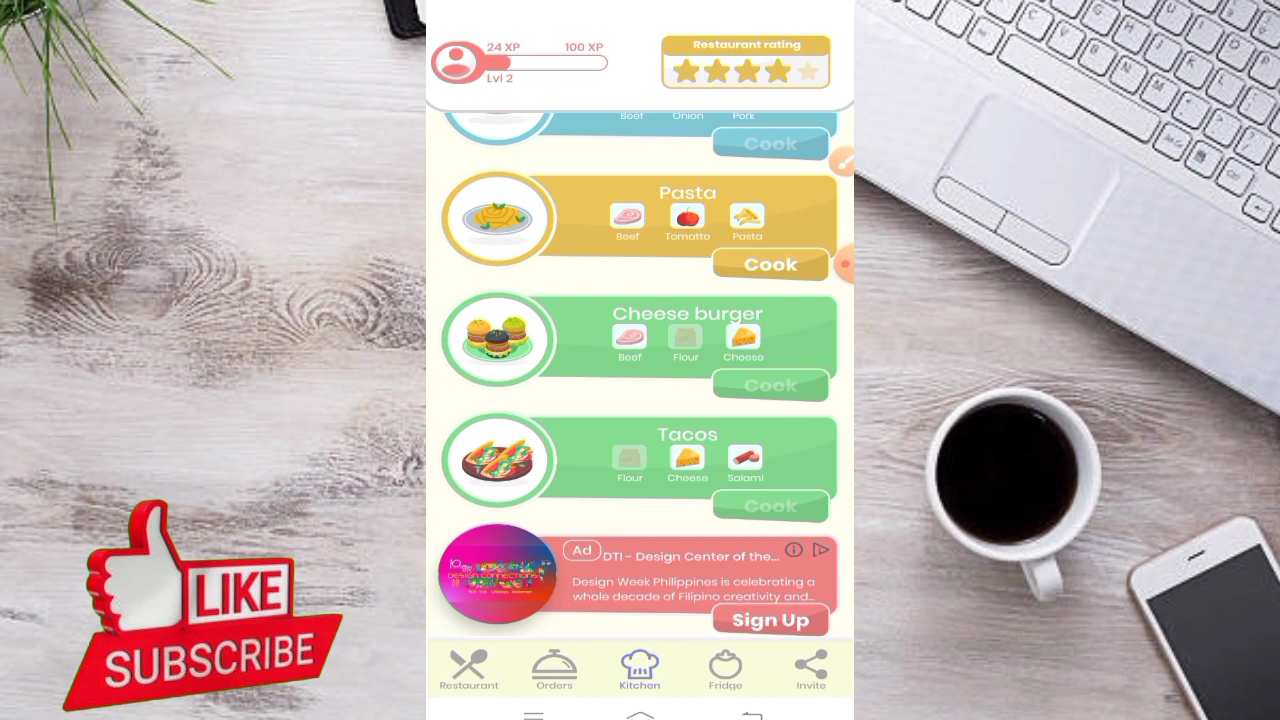 24 XP 100 XP
Lvl 2
Restaurant rating
Beef Onion Pork
Cook
Pasta
Beef Tomatto Pasta
Cook
Cheese burger
Beef Flour Cheese
Cook
Tacos
Flour Cheese Salami
Cook
Ad DTI - Design Center of the...
Design Week Philippines is celebrating a
whole decade of Filipino creativity and...
Sign Up
DESIGN CONNECTIONS
Restaurant Orders Kitchen Fridge Invite
LIKE
SUBSCRIBE